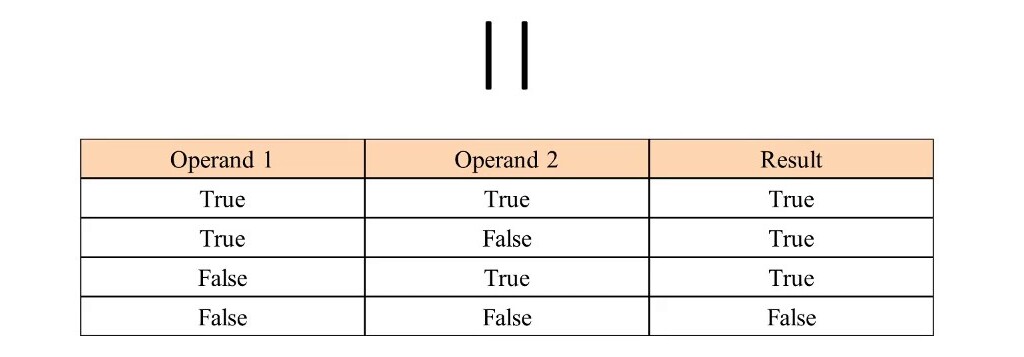 ||
Operand 1 Operand 2 Result
True True True
True False True
False True True
False False False